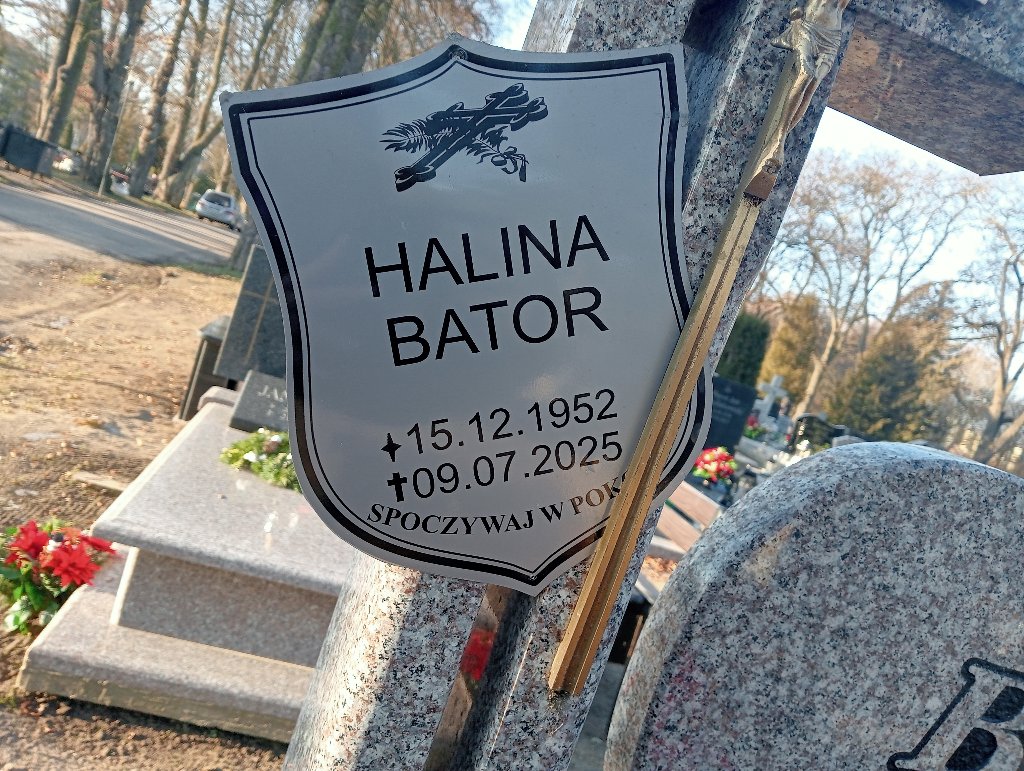 HALINA
BATOR
15.12.1952
09.07.2025
SPOCZYWAJ W